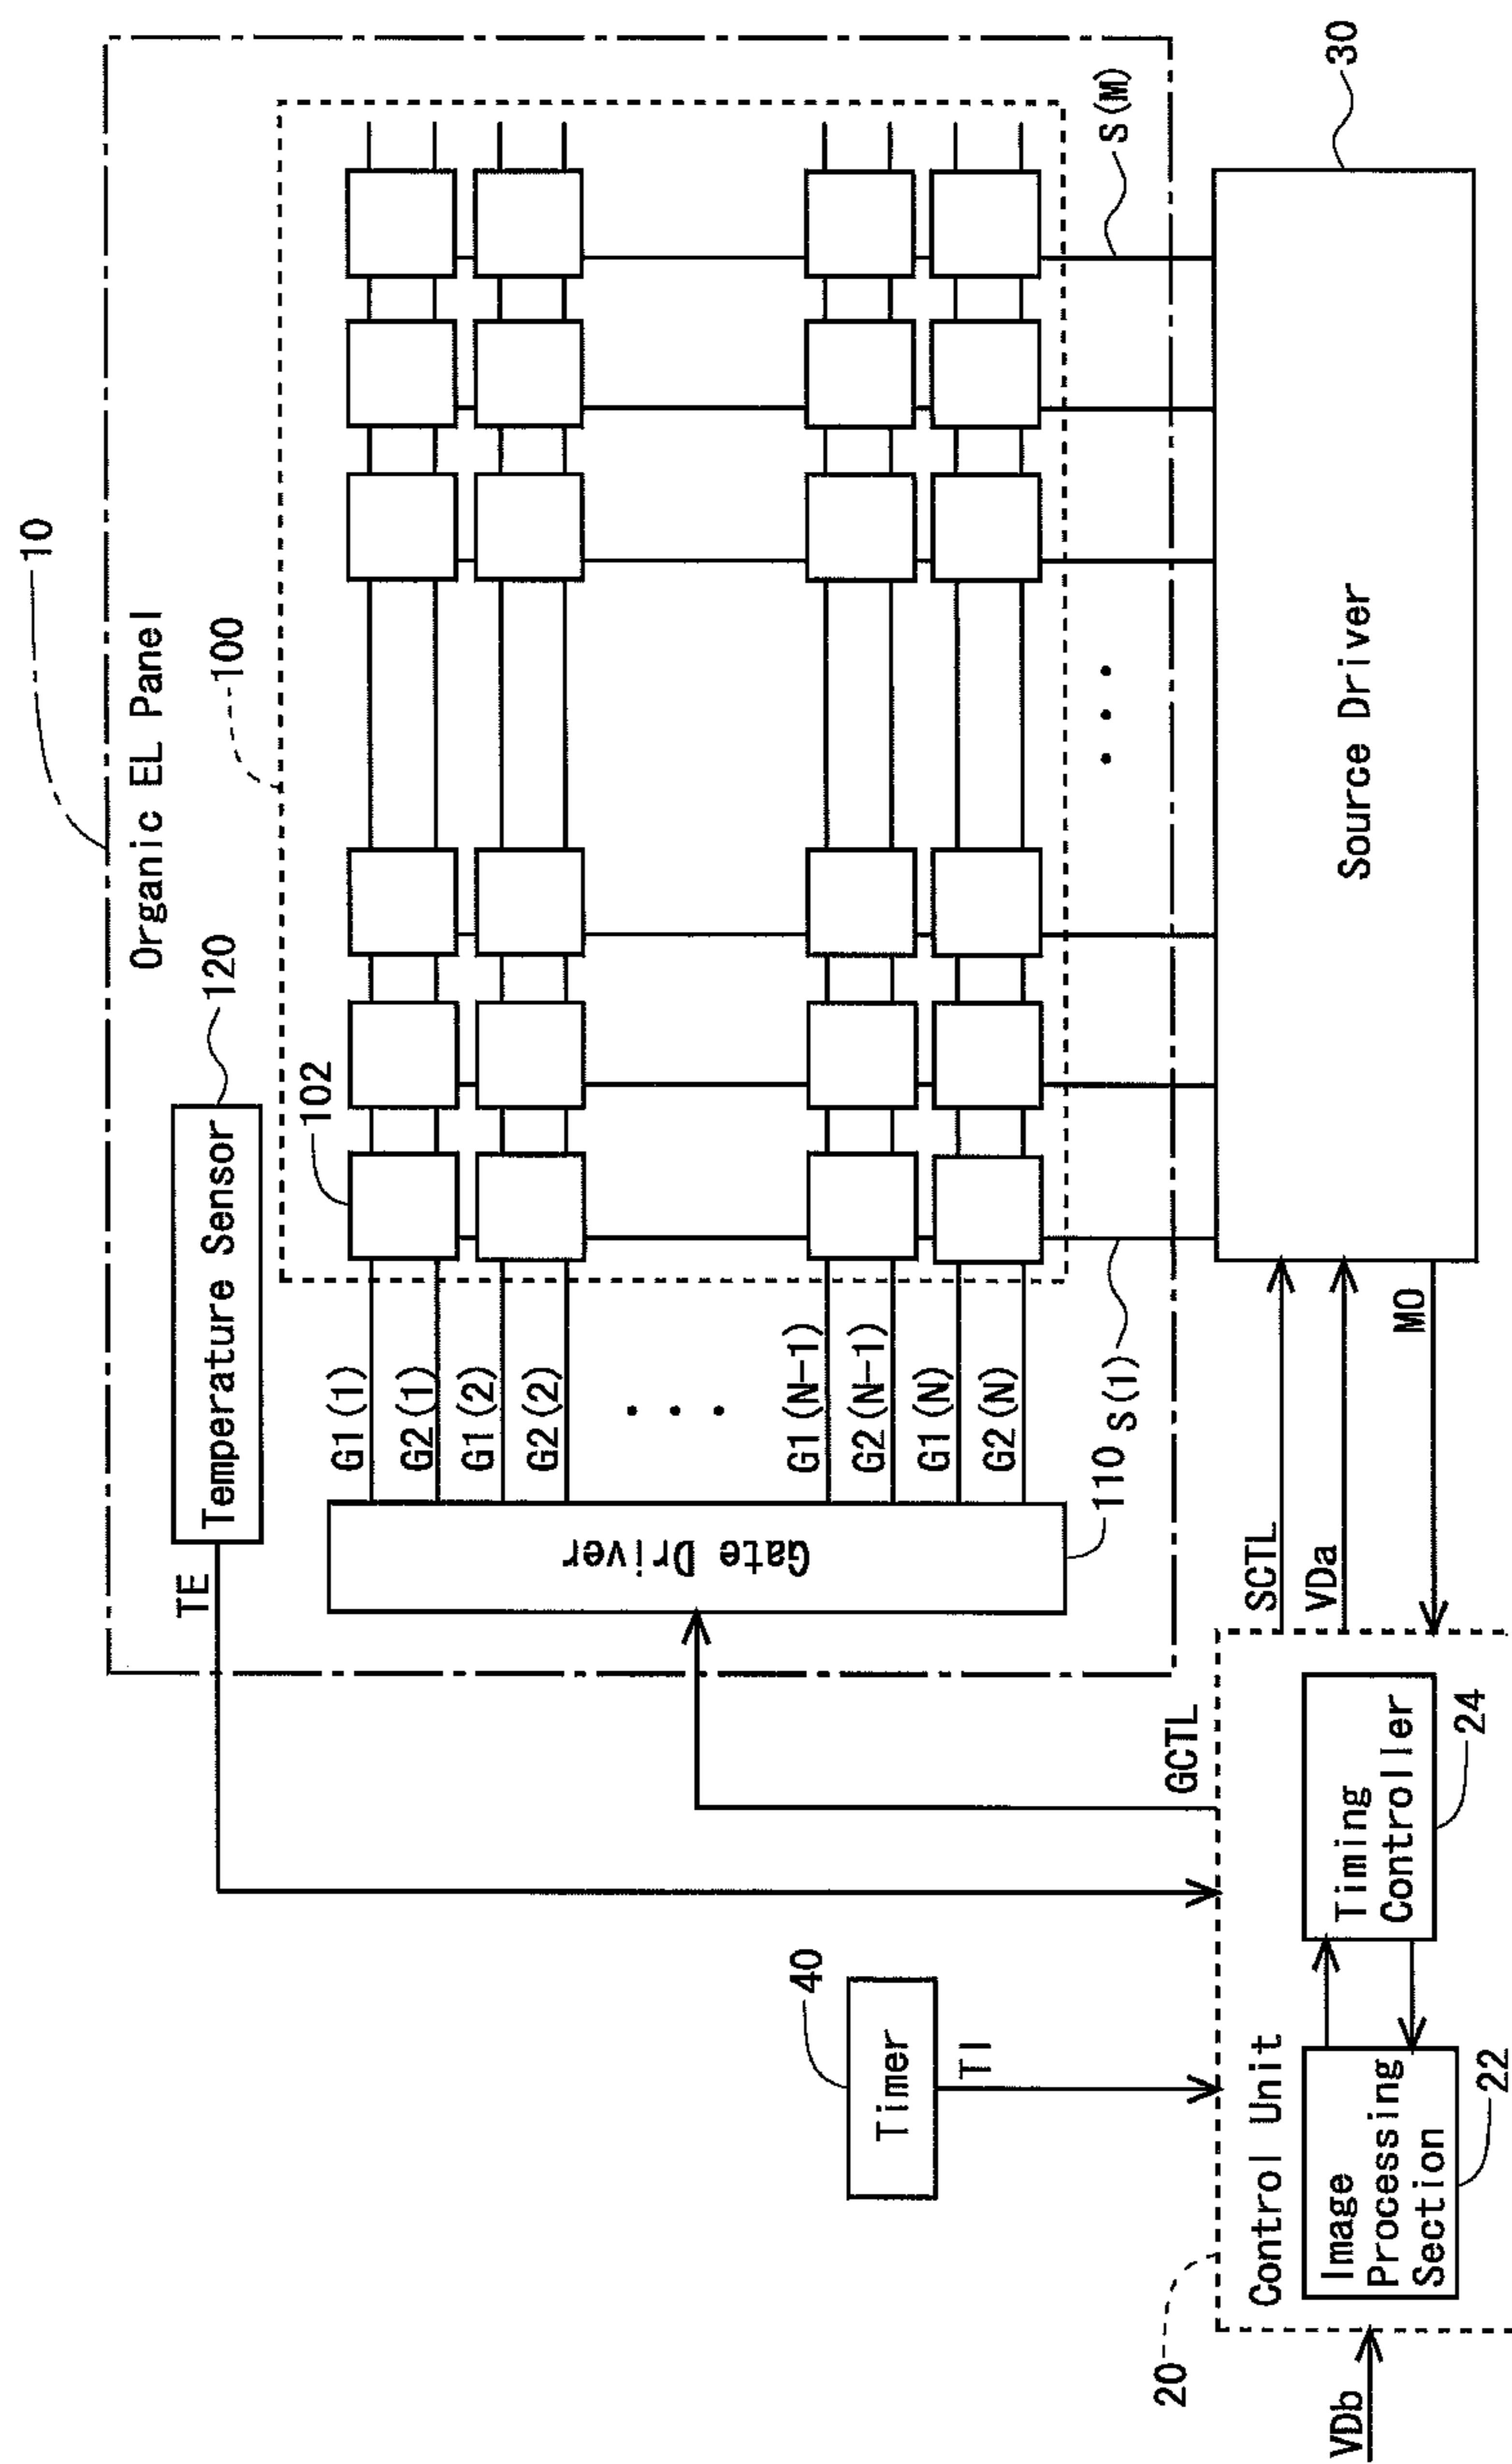 10
Organic EL Panel
Temperature Sensor
120
TE
100
102
G1(1)
G2(1)
G1(2)
G2(2)
G1(N-1)
G2(N-1)
G1(N)
G2(N)
Gate Driver
110
S(1)
S(M)
30
Source Driver
SCTL
VDa
MO
GCTL
40
Timer
TI
20
Control Unit
Image
Processing
Section
22
Timing
Controller
24
VDb